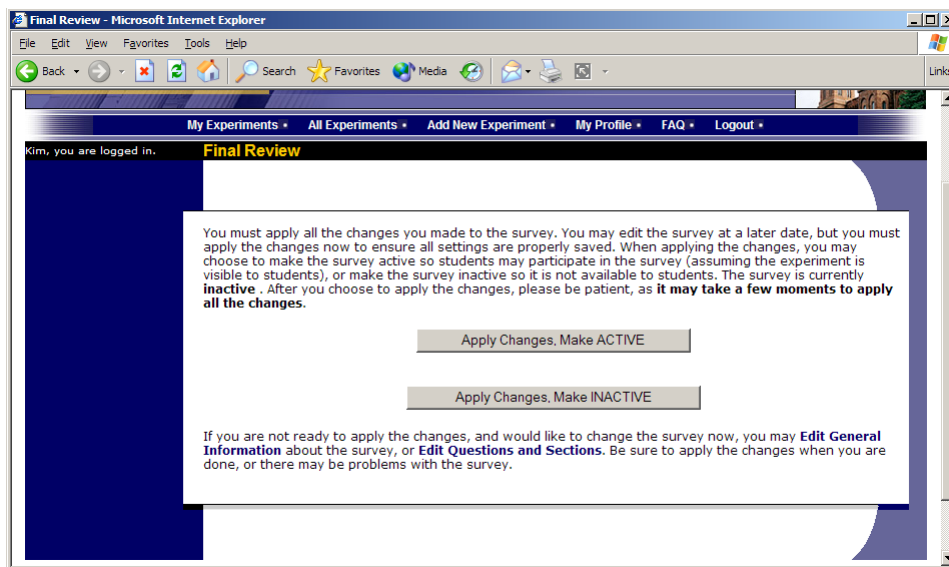 Final Review - Microsoft Internet Explorer
File Edit View Favorites Tools Help
Back Search Favorites Media Links
My Experiments All Experiments Add New Experiment My Profile FAQ Logout
Kim, you are logged in. Final Review
You must apply all the changes you made to the survey. You may edit the survey at a later date, but you must
apply the changes now to ensure all settings are properly saved. When applying the changes, you may
choose to make the survey active so students may participate in the survey (assuming the experiment is
visible to students), or make the survey inactive so it is not available to students. The survey is currently
inactive . After you choose to apply the changes, please be patient, as it may take a few moments to apply
all the changes.
Apply Changes, Make ACTIVE
Apply Changes, Make INACTIVE
If you are not ready to apply the changes, and would like to change the survey now, you may Edit General
Information about the survey, or Edit Questions and Sections. Be sure to apply the changes when you are
done, or there may be problems with the survey.